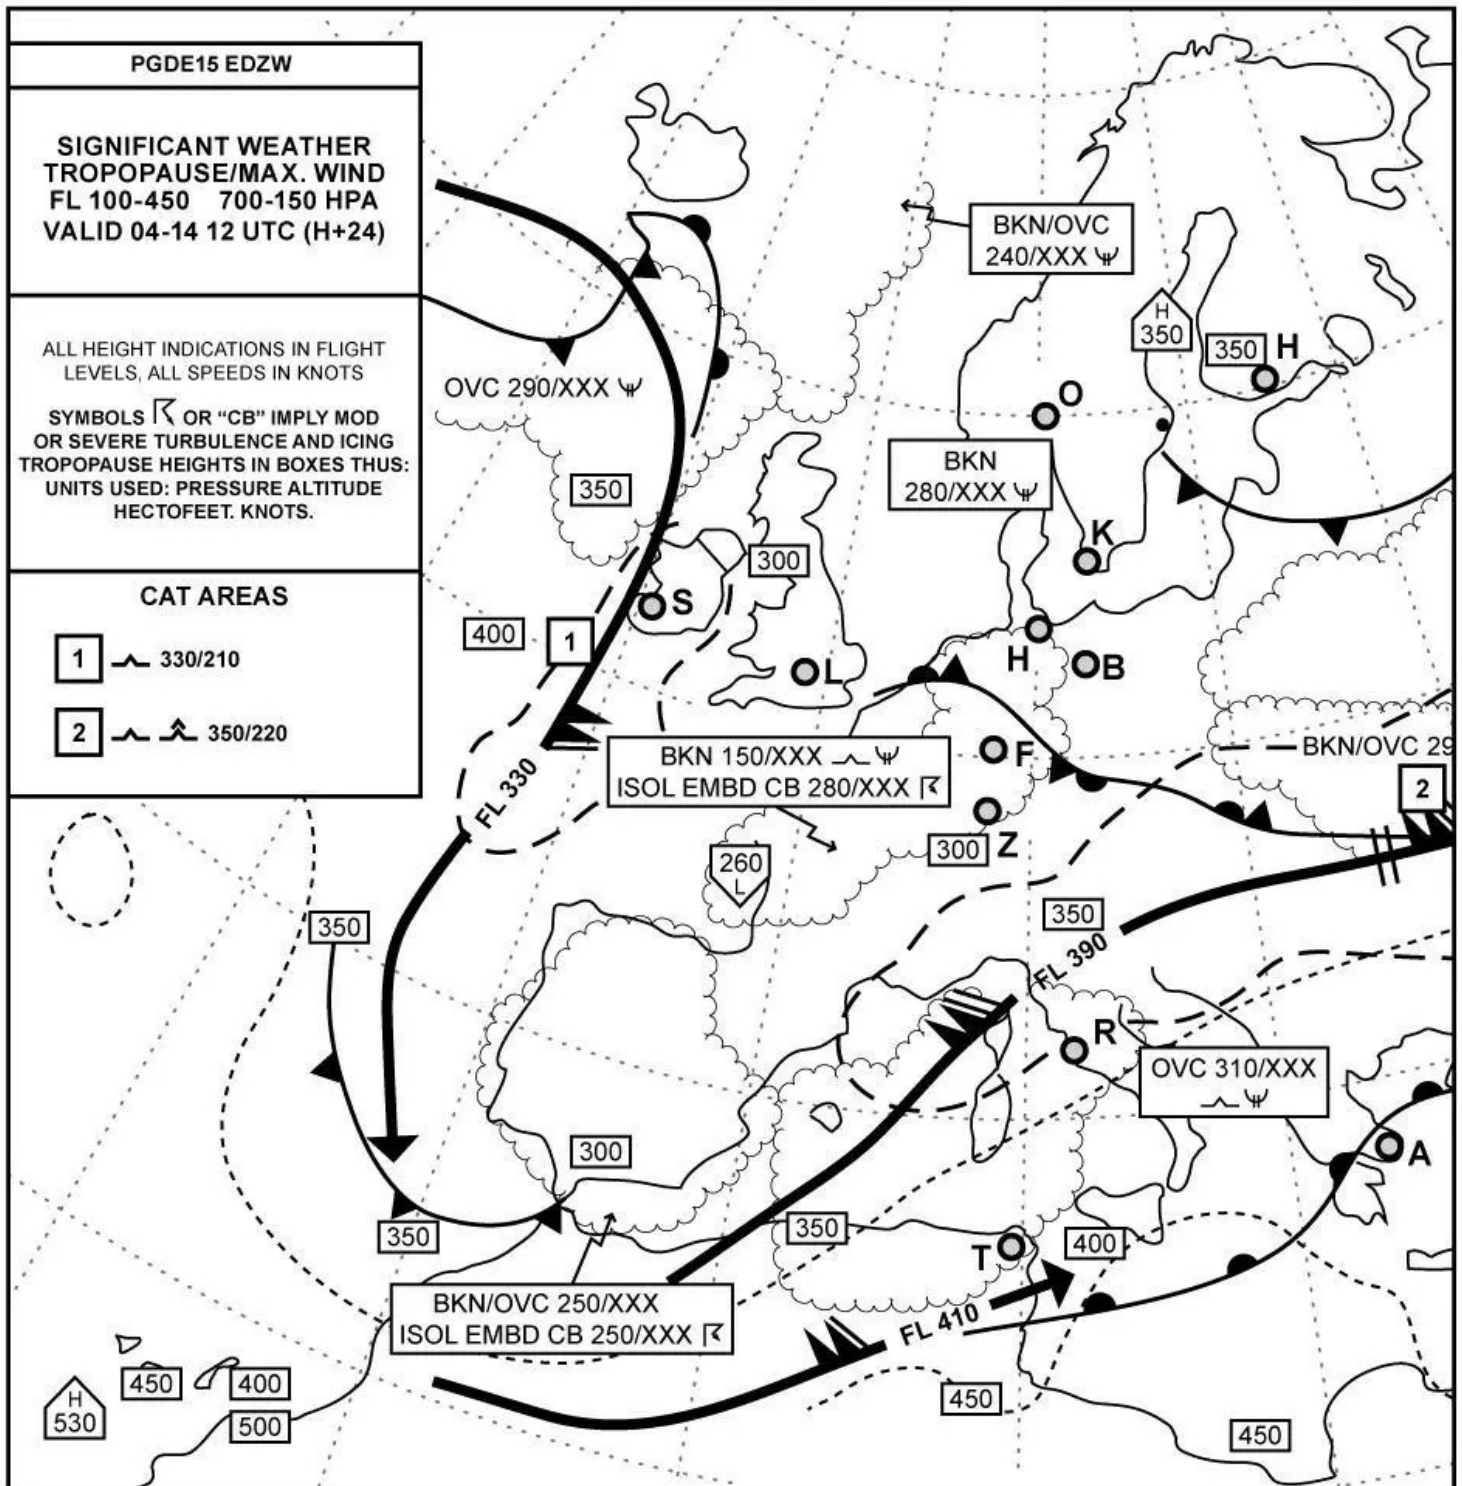 PGDE15 EDZW
SIGNIFICANT WEATHER
TROPOPAUSE/MAX. WIND
FL 100-450 700-150 HPA
VALID 04-14 12 UTC (H+24)
ALL HEIGHT INDICATIONS IN FLIGHT
LEVELS, ALL SPEEDS IN KNOTS
SYMBOLS OR “CB” IMPLY MOD
OR SEVERE TURBULENCE AND ICING
TROPOPAUSE HEIGHTS IN BOXES THUS:
UNITS USED: PRESSURE ALTITUDE
HECTOFEET. KNOTS.
CAT AREAS
1 330/210
2 350/220
BKN/OVC
240/XXX
H
350
350 H
OVC 290/XXX
O
BKN
280/XXX
350
K
300
S
400
1
H
B
L
BKN 150/XXX
ISOL EMBD CB 280/XXX
F
BKN/OVC 29
2
FL 330
300 Z
260
L
350
350
FL 390
R
OVC 310/XXX
300
A
350
350
400
T
BKN/OVC 250/XXX
ISOL EMBD CB 250/XXX
FL 410
450
400
H
530
500
450
450